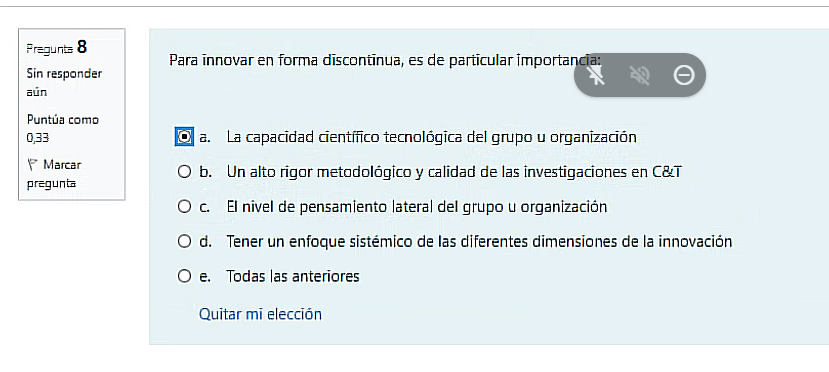 Pregunta 8
Sin responder
aún
Puntúa como
0,33
Marcar
pregunta
Para innovar en forma discontinua, es de particular importancia:
a. La capacidad científico tecnológica del grupo u organización
b. Un alto rigor metodológico y calidad de las investigaciones en C&T
c. El nivel de pensamiento lateral del grupo u organización
d. Tener un enfoque sistémico de las diferentes dimensiones de la innovación
e. Todas las anteriores
Quitar mi elección